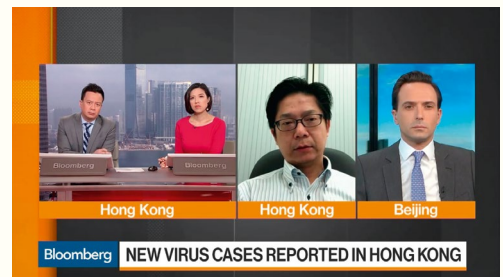 Bloomberg
Bloomberg
Hong Kong
Hong Kong
Beijing
Bloomberg
NEW VIRUS CASES REPORTED IN HONG KONG